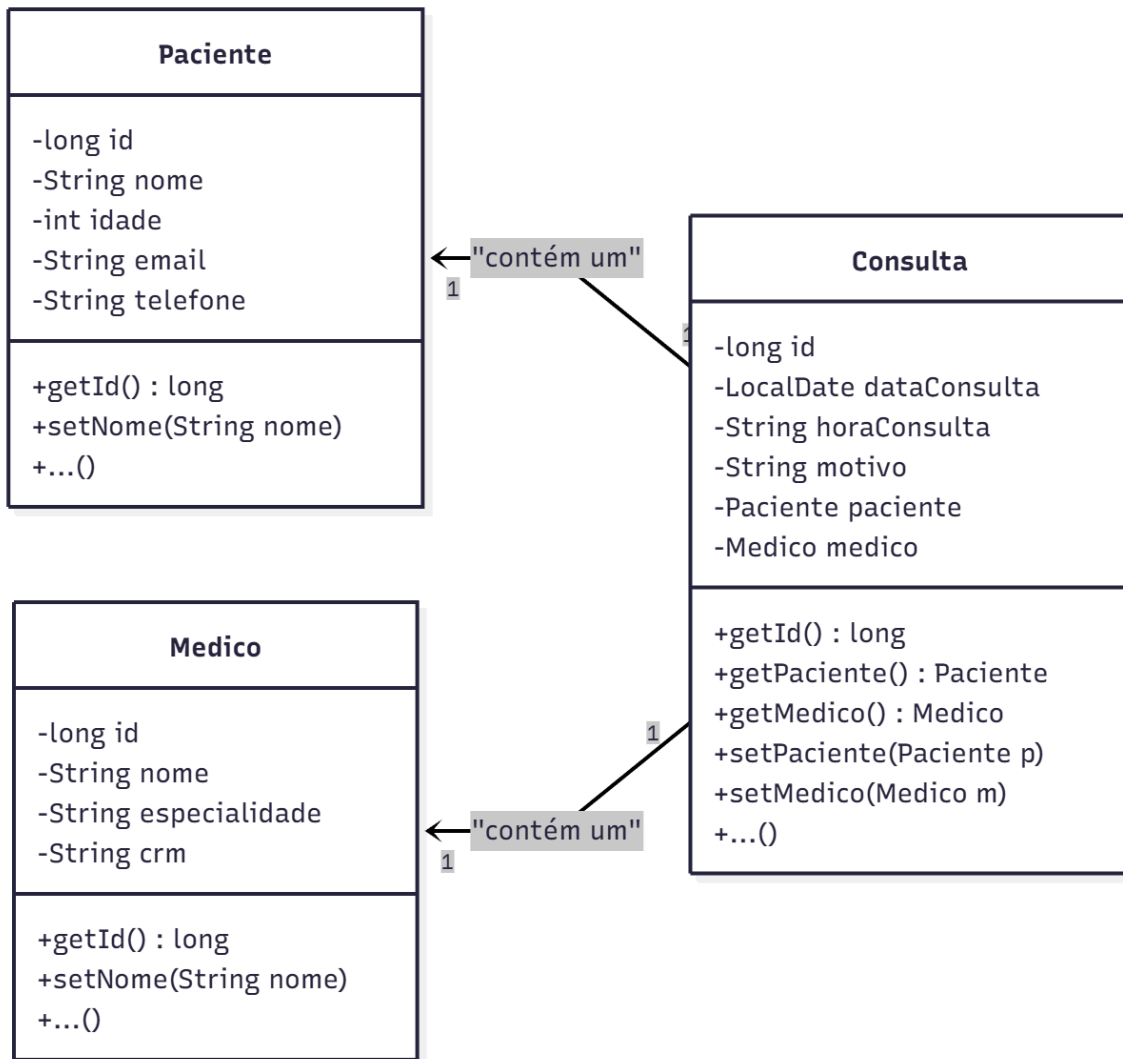 Paciente
-long id
-String nome
-int idade
-String email
-String telefone
+getId() : long
+setNome(String nome)
+...()
"contém um"
1
1
Consulta
-long id
-LocalDate dataConsulta
-String horaConsulta
-String motivo
-Paciente paciente
-Medico medico
+getId() : long
+getPaciente() : Paciente
+getMedico() : Medico
+setPaciente(Paciente p)
+setMedico(Medico m)
+...()
Medico
-long id
-String nome
-String especialidade
-String crm
+getId() : long
+setNome(String nome)
+...()
1
"contém um"
1